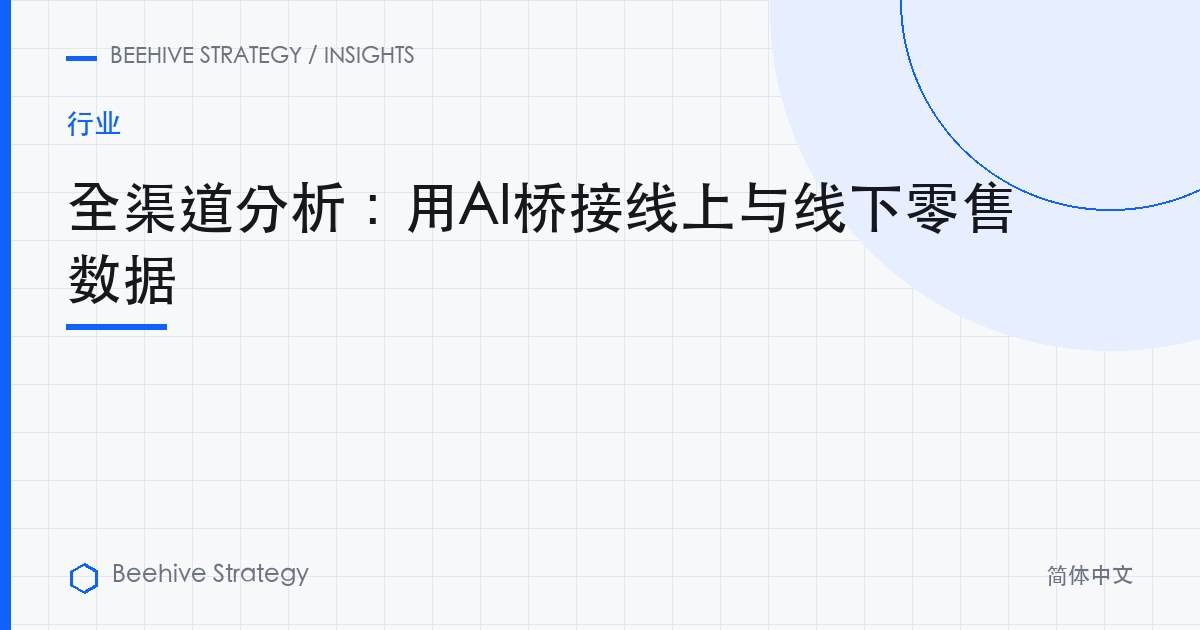 BEEHIVE STRATEGY / INSIGHTS
行业
全渠道分析：用AI桥接线上与线下零售
数据
Beehive Strategy
简体中文